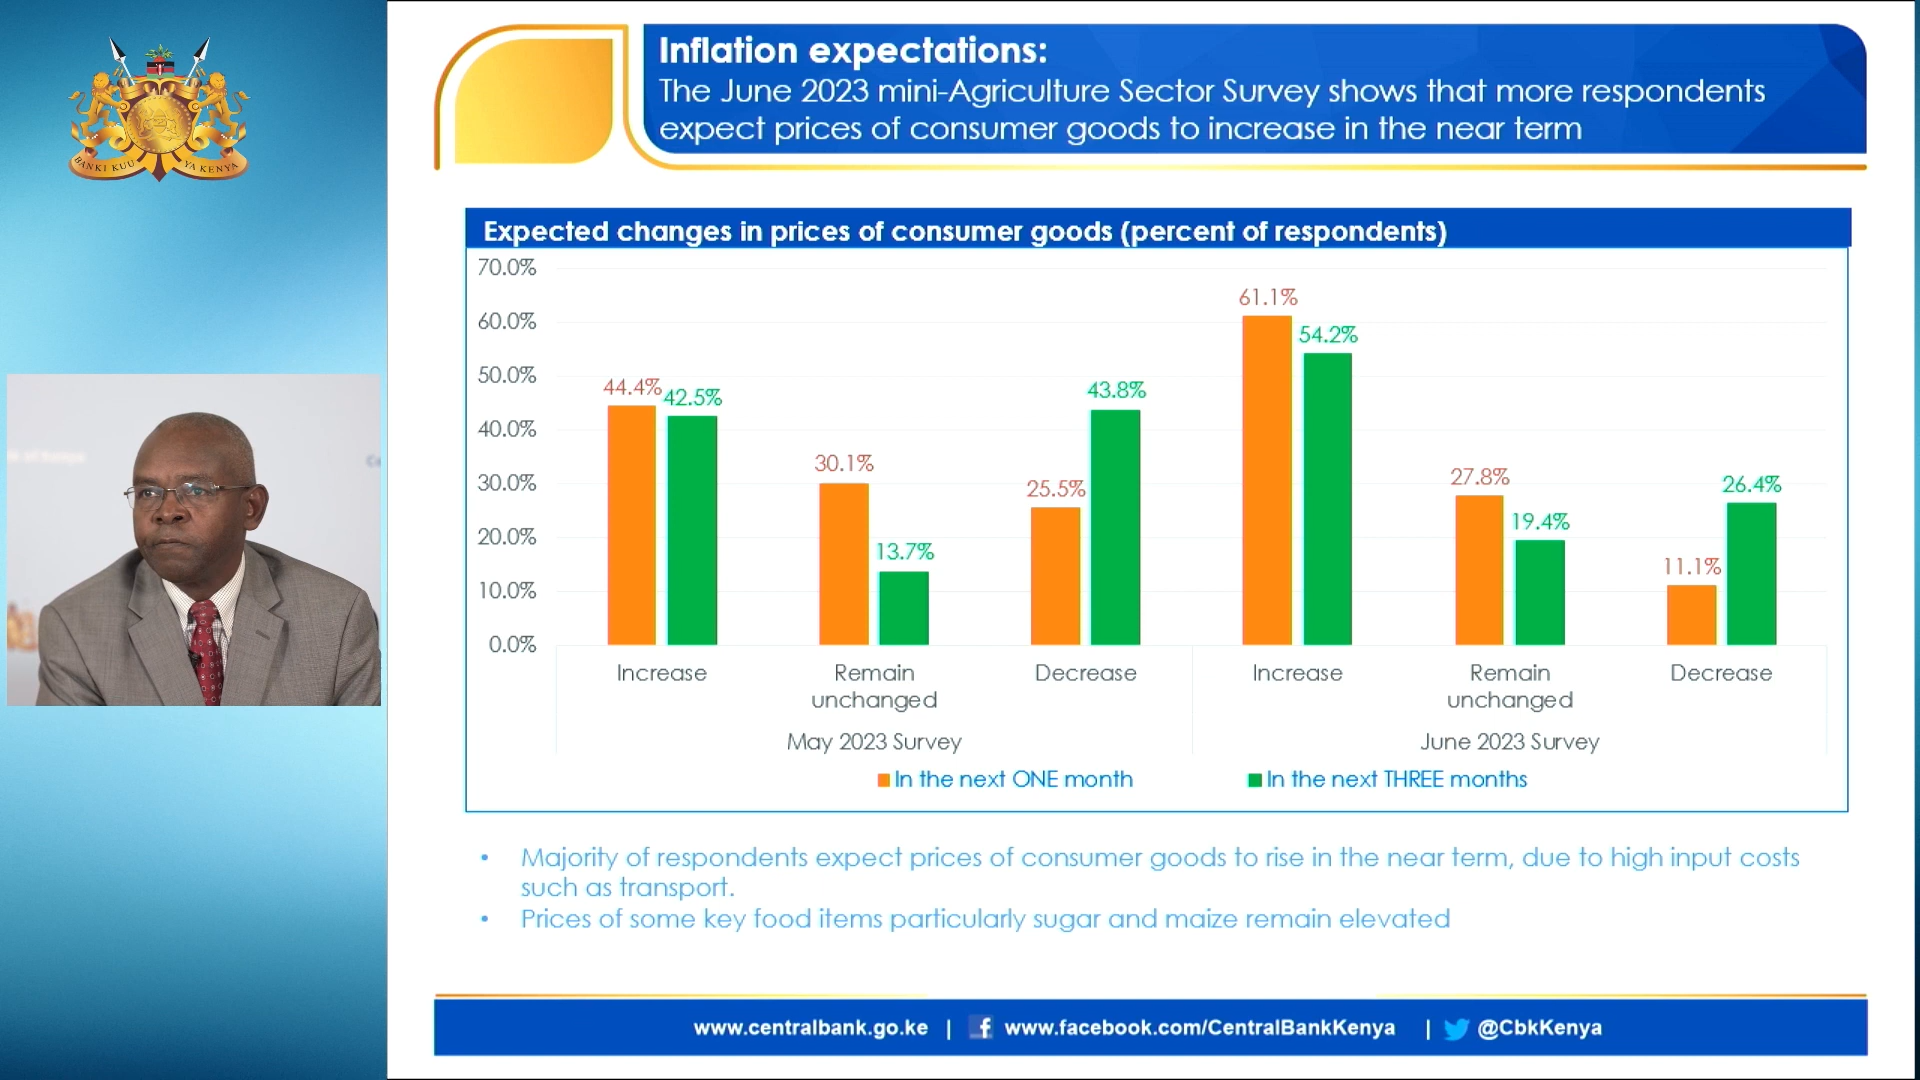 BANKI KUU YA KENYA
Inflation expectations:
The June 2023 mini-Agriculture Sector Survey shows that more respondents
expect prices of consumer goods to increase in the near term
Expected changes in prices of consumer goods (percent of respondents)
70.0%
60.0%
50.0%
40.0%
30.0%
20.0%
10.0%
0.0%
44.4%
42.5%
30.1%
13.7%
25.5%
43.8%
61.1%
54.2%
27.8%
19.4%
11.1%
26.4%
Increase
Remain
unchanged
Decrease
Increase
Remain
unchanged
Decrease
May 2023 Survey
June 2023 Survey
In the next ONE month
In the next THREE months
• Majority of respondents expect prices of consumer goods to rise in the near term, due to high input costs
such as transport.
• Prices of some key food items particularly sugar and maize remain elevated
www.centralbank.go.ke | www.facebook.com/CentralBankKenya | @CbkKenya